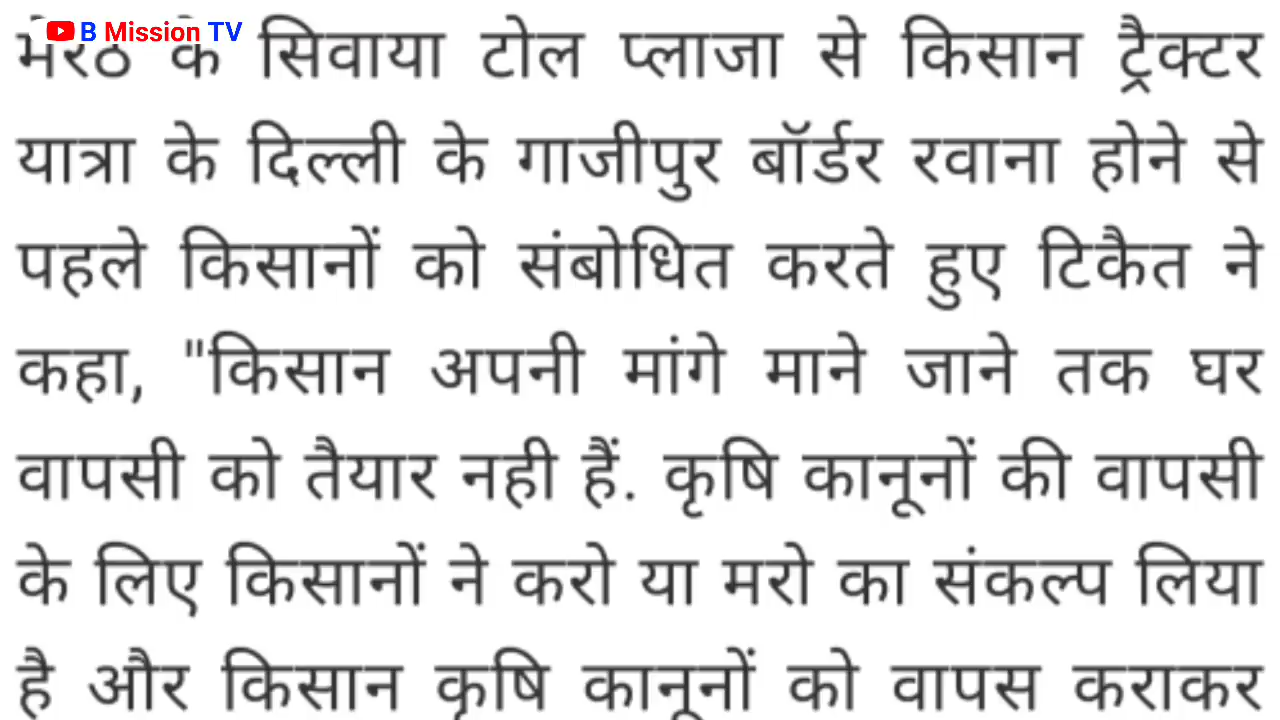 B Mission TV
मेरठ के सिवाया टोल प्लाजा से किसान ट्रैक्टर
यात्रा के दिल्ली के गाजीपुर बॉर्डर रवाना होने से
पहले किसानों को संबोधित करते हुए टिकैत ने
कहा, "किसान अपनी मांगे माने जाने तक घर
वापसी को तैयार नही हैं. कृषि कानूनों की वापसी
के लिए किसानों ने करो या मरो का संकल्प लिया
है और किसान कृषि कानूनों को वापस कराकर